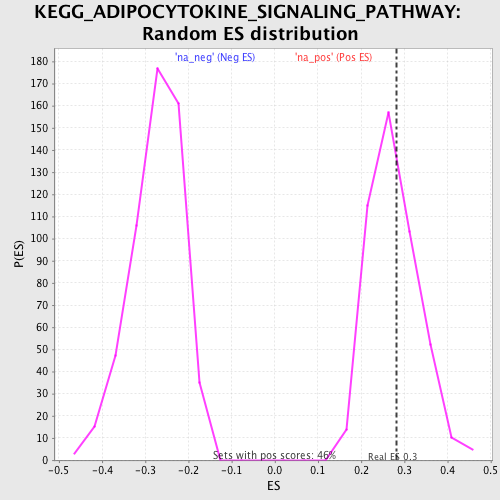 KEGG_ADIPOCYTOKINE_SIGNALING_PATHWAY:
Random ES distribution
'na_neg' (Neg ES) 'na_pos' (Pos ES)
180
170
160
150
140
130
120
110
100
90
80
70
60
50
40
30
20
10
0
P(ES)
Sets with pos scores: 46%
Real ES 0.3
-0.5 -0.4 -0.3 -0.2 -0.1 0.0 0.1 0.2 0.3 0.4 0.5
ES